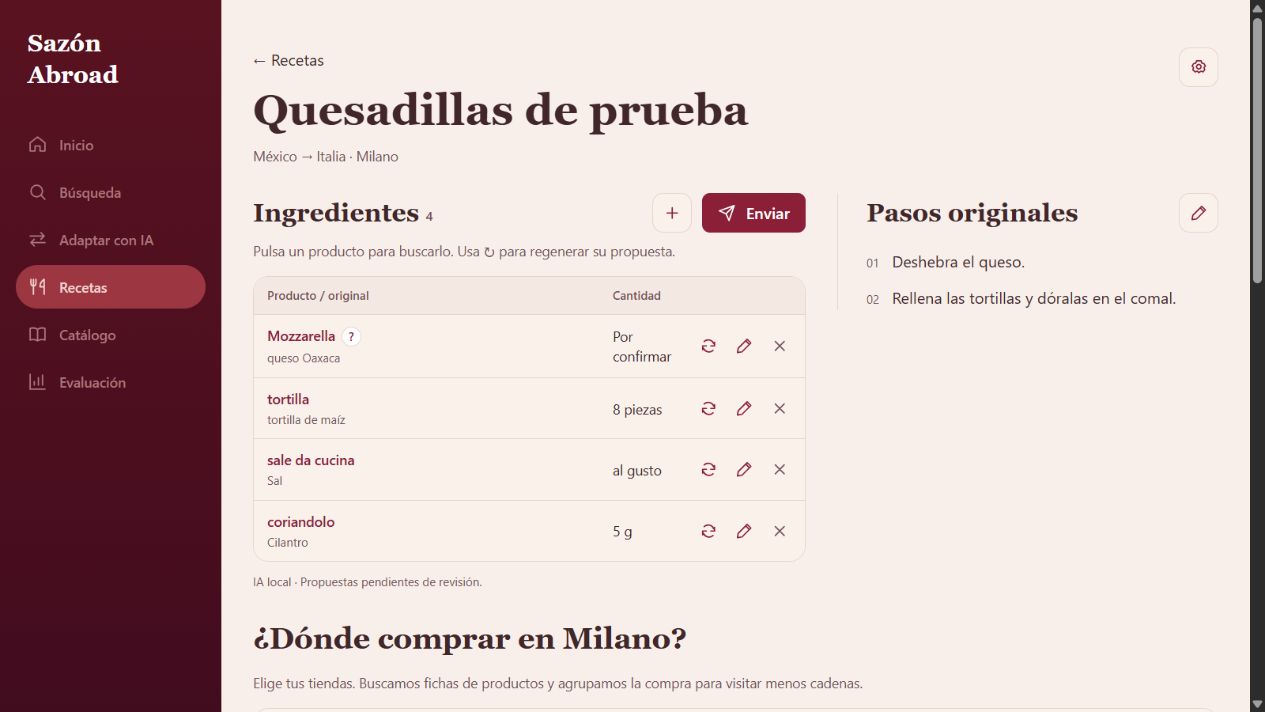 Sazón
Abroad
Inicio
Búsqueda
Adaptar con IA
Recetas
Catálogo
Evaluación
← Recetas
Quesadillas de prueba
México → Italia · Milano
Ingredientes 4
+
Enviar
Pulsa un producto para buscarlo. Usa ↻ para regenerar su propuesta.
Producto / original Cantidad
Mozzarella ?
queso Oaxaca
Por
confirmar
tortilla
tortilla de maíz
8 piezas
sale da cucina
Sal
al gusto
coriandolo
Cilantro
5 g
IA local · Propuestas pendientes de revisión.
Pasos originales
01 Deshebra el queso.
02 Rellena las tortillas y dóralas en el comal.
¿Dónde comprar en Milano?
Elige tus tiendas. Buscamos fichas de productos y agrupamos la compra para visitar menos cadenas.